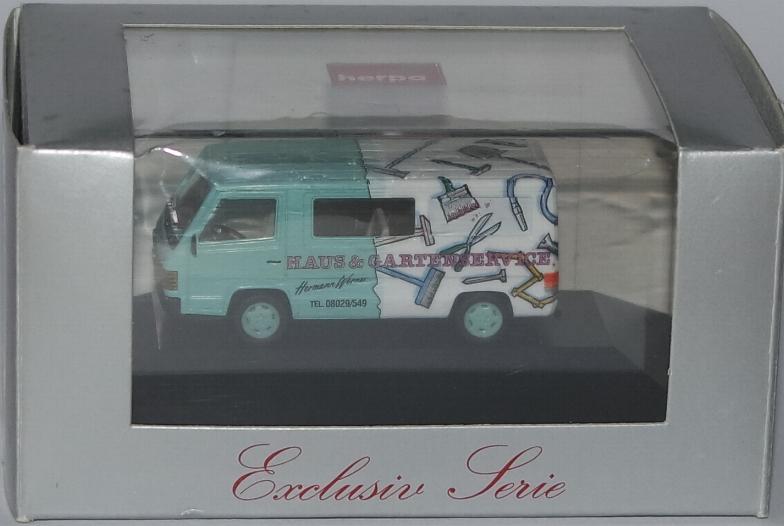 herpa
HAUS & GARTENSERVICE
Hermann Werner
TEL. 08029/549
Exclusiv Serie